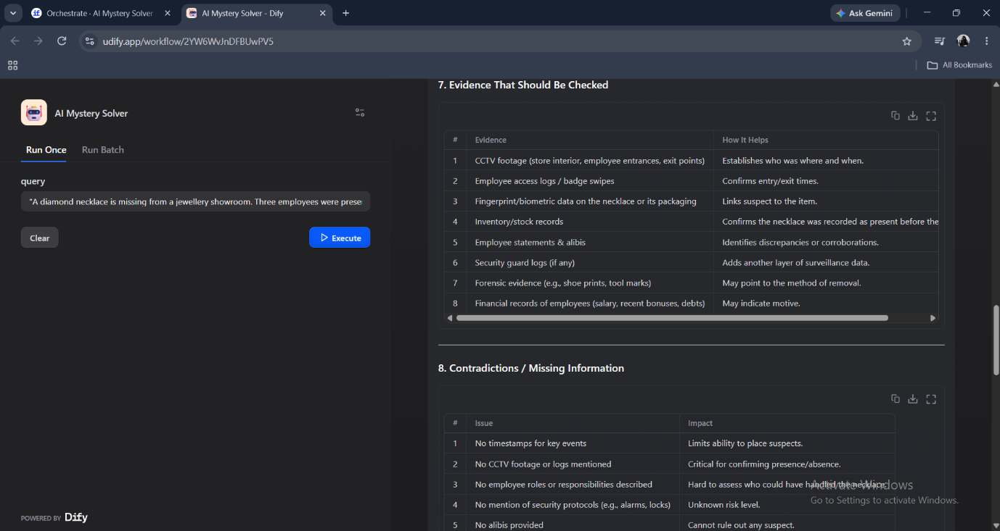 Orchestrate · AI Mystery Solver
AI Mystery Solver - Dify
Ask Gemini
udify.app/workflow/2YW6WvJnDFBUwPV5
All Bookmarks
AI Mystery Solver
Run Once
Run Batch
query
"A diamond necklace is missing from a jewellery showroom. Three employees were prese
Clear
Execute
POWERED BY Dify
7. Evidence That Should Be Checked
# Evidence How It Helps
1 CCTV footage (store interior, employee entrances, exit points) Establishes who was where and when.
2 Employee access logs / badge swipes Confirms entry/exit times.
3 Fingerprint/biometric data on the necklace or its packaging Links suspect to the item.
4 Inventory/stock records Confirms the necklace was recorded as present before the
5 Employee statements & alibis Identifies discrepancies or corroborations.
6 Security guard logs (if any) Adds another layer of surveillance data.
7 Forensic evidence (e.g., shoe prints, tool marks) May point to the method of removal.
8 Financial records of employees (salary, recent bonuses, debts) May indicate motive.
8. Contradictions / Missing Information
# Issue Impact
1 No timestamps for key events Limits ability to place suspects.
2 No CCTV footage or logs mentioned Critical for confirming presence/absence.
3 No employee roles or responsibilities described Hard to assess who could have handled the necklace.
4 No mention of security protocols (e.g., alarms, locks) Unknown risk level.
5 No alibis provided Cannot rule out any suspect.
Activate Windows
Go to Settings to activate Windows.